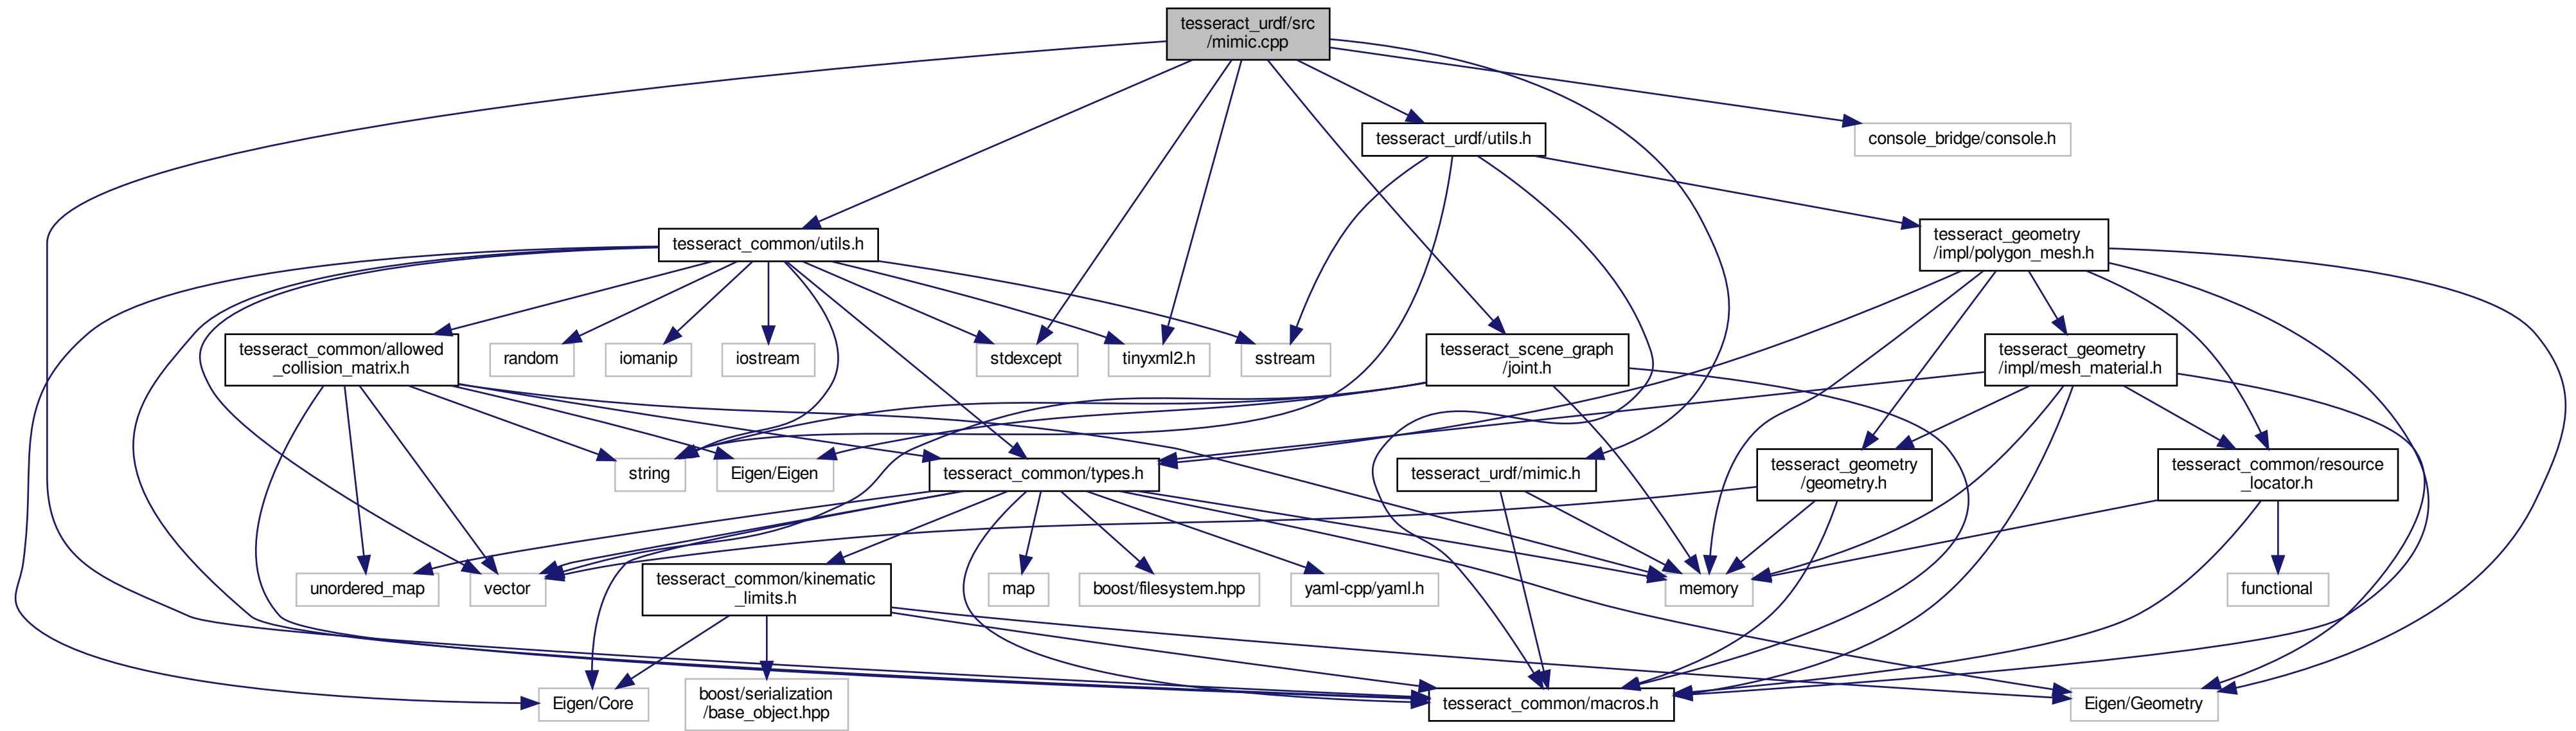 tesseract_urdf/src
/mimic.cpp
tesseract_urdf/utils.h
console_bridge/console.h
tesseract_common/utils.h
tesseract_geometry
/impl/polygon_mesh.h
tesseract_common/allowed
_collision_matrix.h
random
iomanip
iostream
stdexcept
tinyxml2.h
sstream
tesseract_scene_graph
/joint.h
tesseract_geometry
/impl/mesh_material.h
string
Eigen/Eigen
tesseract_common/types.h
tesseract_urdf/mimic.h
tesseract_geometry
/geometry.h
tesseract_common/resource
_locator.h
unordered_map
vector
tesseract_common/kinematic
_limits.h
map
boost/filesystem.hpp
yaml-cpp/yaml.h
memory
functional
Eigen/Core
boost/serialization
/base_object.hpp
tesseract_common/macros.h
Eigen/Geometry